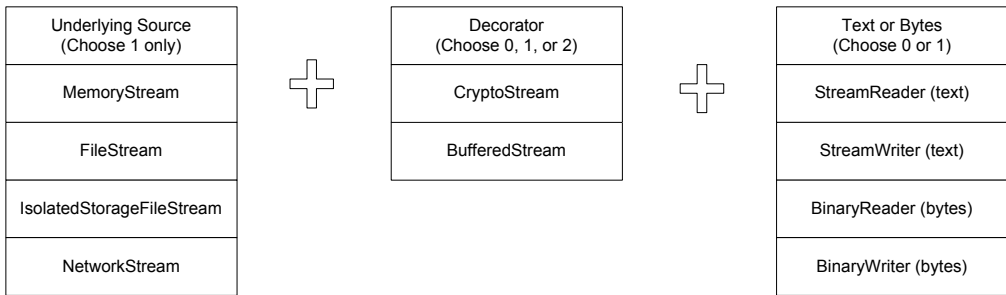 Underlying Source
(Choose 1 only)
MemoryStream
FileStream
IsolatedStorageFileStream
NetworkStream
Decorator
(Choose 0, 1, or 2)
CryptoStream
BufferedStream
Text or Bytes
(Choose 0 or 1)
StreamReader (text)
StreamWriter (text)
BinaryReader (bytes)
BinaryWriter (bytes)